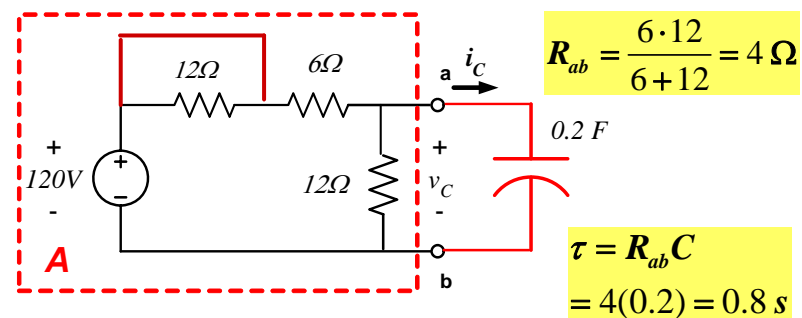 12Ω
6Ω
a
i_C
+
120V
-
+
−
12Ω
+
v_C
-
0.2 F
A
b
R_ab = 6·12 / 6+12 = 4 Ω
τ = R_ab C
= 4(0.2) = 0.8 s